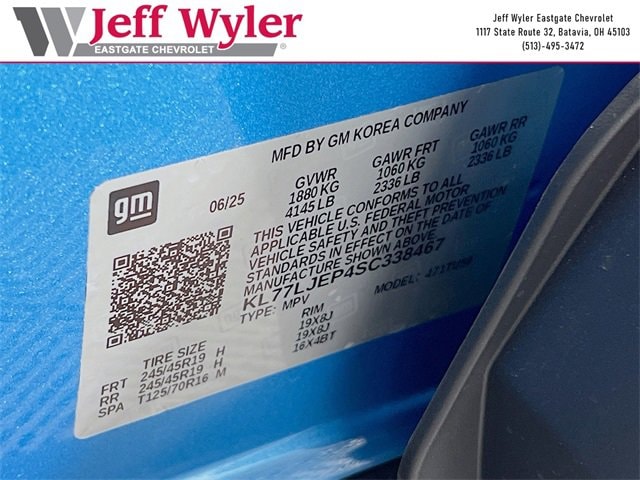 Jeff Wyler
EASTGATE CHEVROLET
Jeff Wyler Eastgate Chevrolet
1117 State Route 32, Batavia, OH 45103
(513)-495-3472
MFD BY GM KOREA COMPANY
gm
06/25
GVWR GAWR FRT GAWR RR
1880 KG 1060 KG 1060 KG
4145 LB 2336 LB 2336 LB
THIS VEHICLE CONFORMS TO ALL
APPLICABLE U.S. FEDERAL MOTOR
VEHICLE SAFETY AND THEFT PREVENTION
STANDARDS IN EFFECT ON THE DATE OF
MANUFACTURE SHOWN ABOVE.
KL77LJEP4SC338467
TYPE: MPV MODEL:
TIRE SIZE RIM
FRT 245/45R19 H 19X8J
RR 245/45R19 H 19X8J
SPA T125/70R16 M 16X4BT